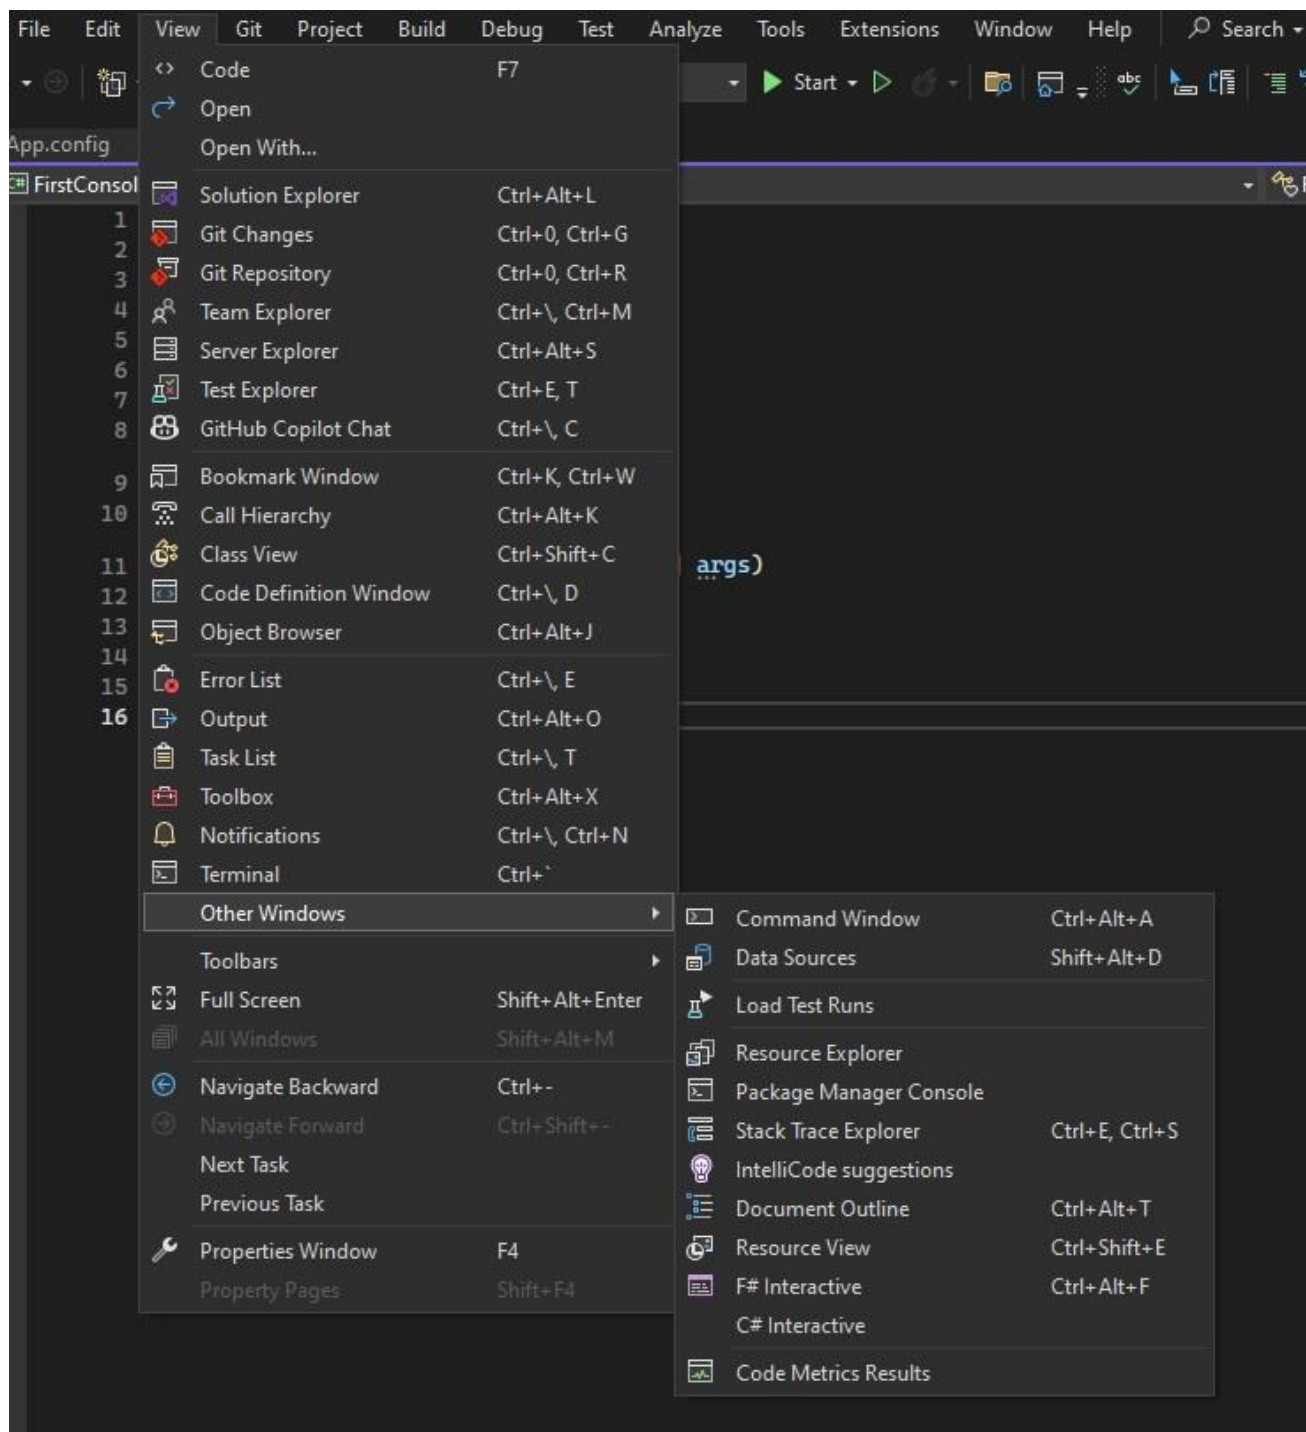 File Edit View Git Project Build Debug Test Analyze Tools Extensions Window Help Search
Start
abc
App.config
C# FirstConsol
1
2
3
4
5
6
7
8
9
10
11
12
13
14
15
16
args)
Code F7
Open
Open With...
Solution Explorer Ctrl+Alt+L
Git Changes Ctrl+0, Ctrl+G
Git Repository Ctrl+0, Ctrl+R
Team Explorer Ctrl+\, Ctrl+M
Server Explorer Ctrl+Alt+S
Test Explorer Ctrl+E, T
GitHub Copilot Chat Ctrl+\, C
Bookmark Window Ctrl+K, Ctrl+W
Call Hierarchy Ctrl+Alt+K
Class View Ctrl+Shift+C
Code Definition Window Ctrl+\, D
Object Browser Ctrl+Alt+J
Error List Ctrl+\, E
Output Ctrl+Alt+O
Task List Ctrl+\, T
Toolbox Ctrl+Alt+X
Notifications Ctrl+\, Ctrl+N
Terminal Ctrl+`
Other Windows
Toolbars
Full Screen Shift+Alt+Enter
All Windows Shift+Alt+M
Navigate Backward Ctrl+-
Navigate Forward Ctrl+Shift+-
Next Task
Previous Task
Properties Window F4
Property Pages Shift+F4
Command Window Ctrl+Alt+A
Data Sources Shift+Alt+D
Load Test Runs
Resource Explorer
Package Manager Console
Stack Trace Explorer Ctrl+E, Ctrl+S
IntelliCode suggestions
Document Outline Ctrl+Alt+T
Resource View Ctrl+Shift+E
F# Interactive Ctrl+Alt+F
C# Interactive
Code Metrics Results